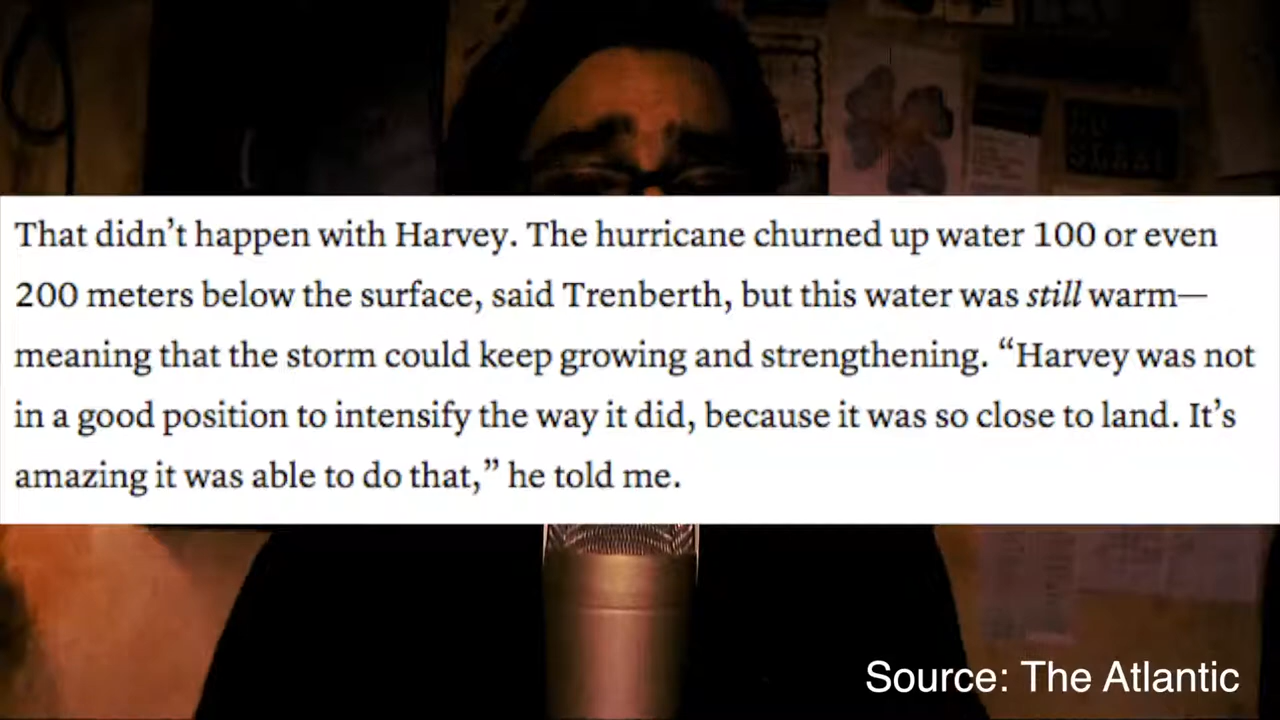 That didn’t happen with Harvey. The hurricane churned up water 100 or even
200 meters below the surface, said Trenberth, but this water was still warm—
meaning that the storm could keep growing and strengthening. “Harvey was not
in a good position to intensify the way it did, because it was so close to land. It’s
amazing it was able to do that,” he told me.
Source: The Atlantic